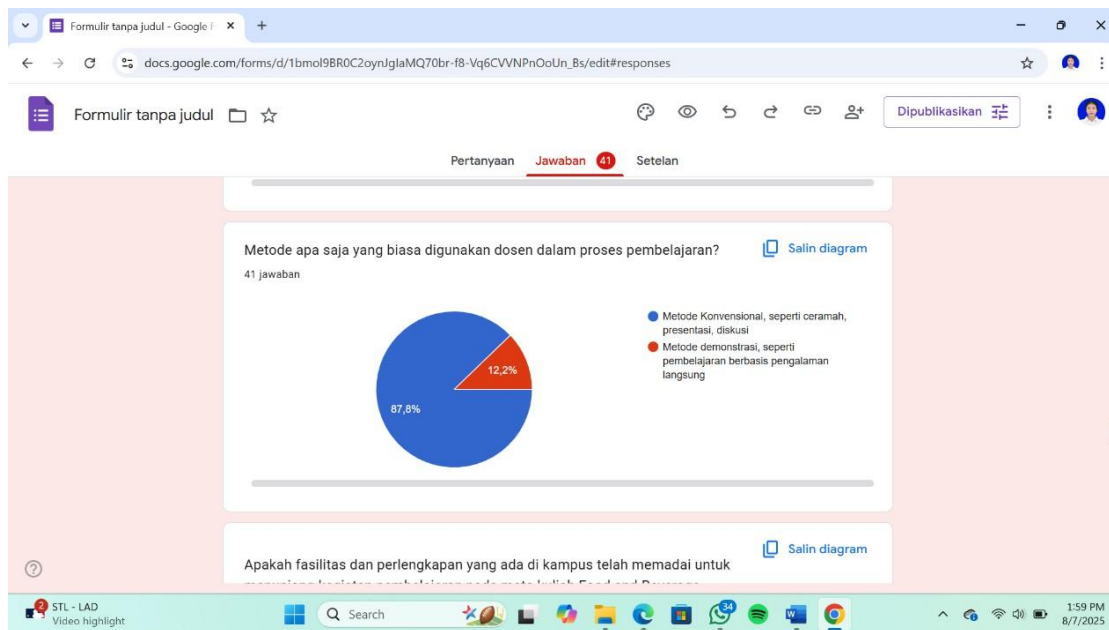 Formulir tanpa judul - Google F
docs.google.com/forms/d/1bmol9BR0C2oynJglaMQ70br-f8-Vq6CVVNPnOoUn_Bs/edit#responses
Formulir tanpa judul
Dipublikasikan
Pertanyaan Jawaban 41 Setelan
Metode apa saja yang biasa digunakan dosen dalam proses pembelajaran?
Salin diagram
41 jawaban
87,8%
12,2%
Metode Konvensional, seperti ceramah,
presentasi, diskusi
Metode demonstrasi, seperti
pembelajaran berbasis pengalaman
langsung
Salin diagram
Apakah fasilitas dan perlengkapan yang ada di kampus telah memadai untuk
2
STL - LAD
Video highlight
Search
34
1:59 PM
8/7/2025